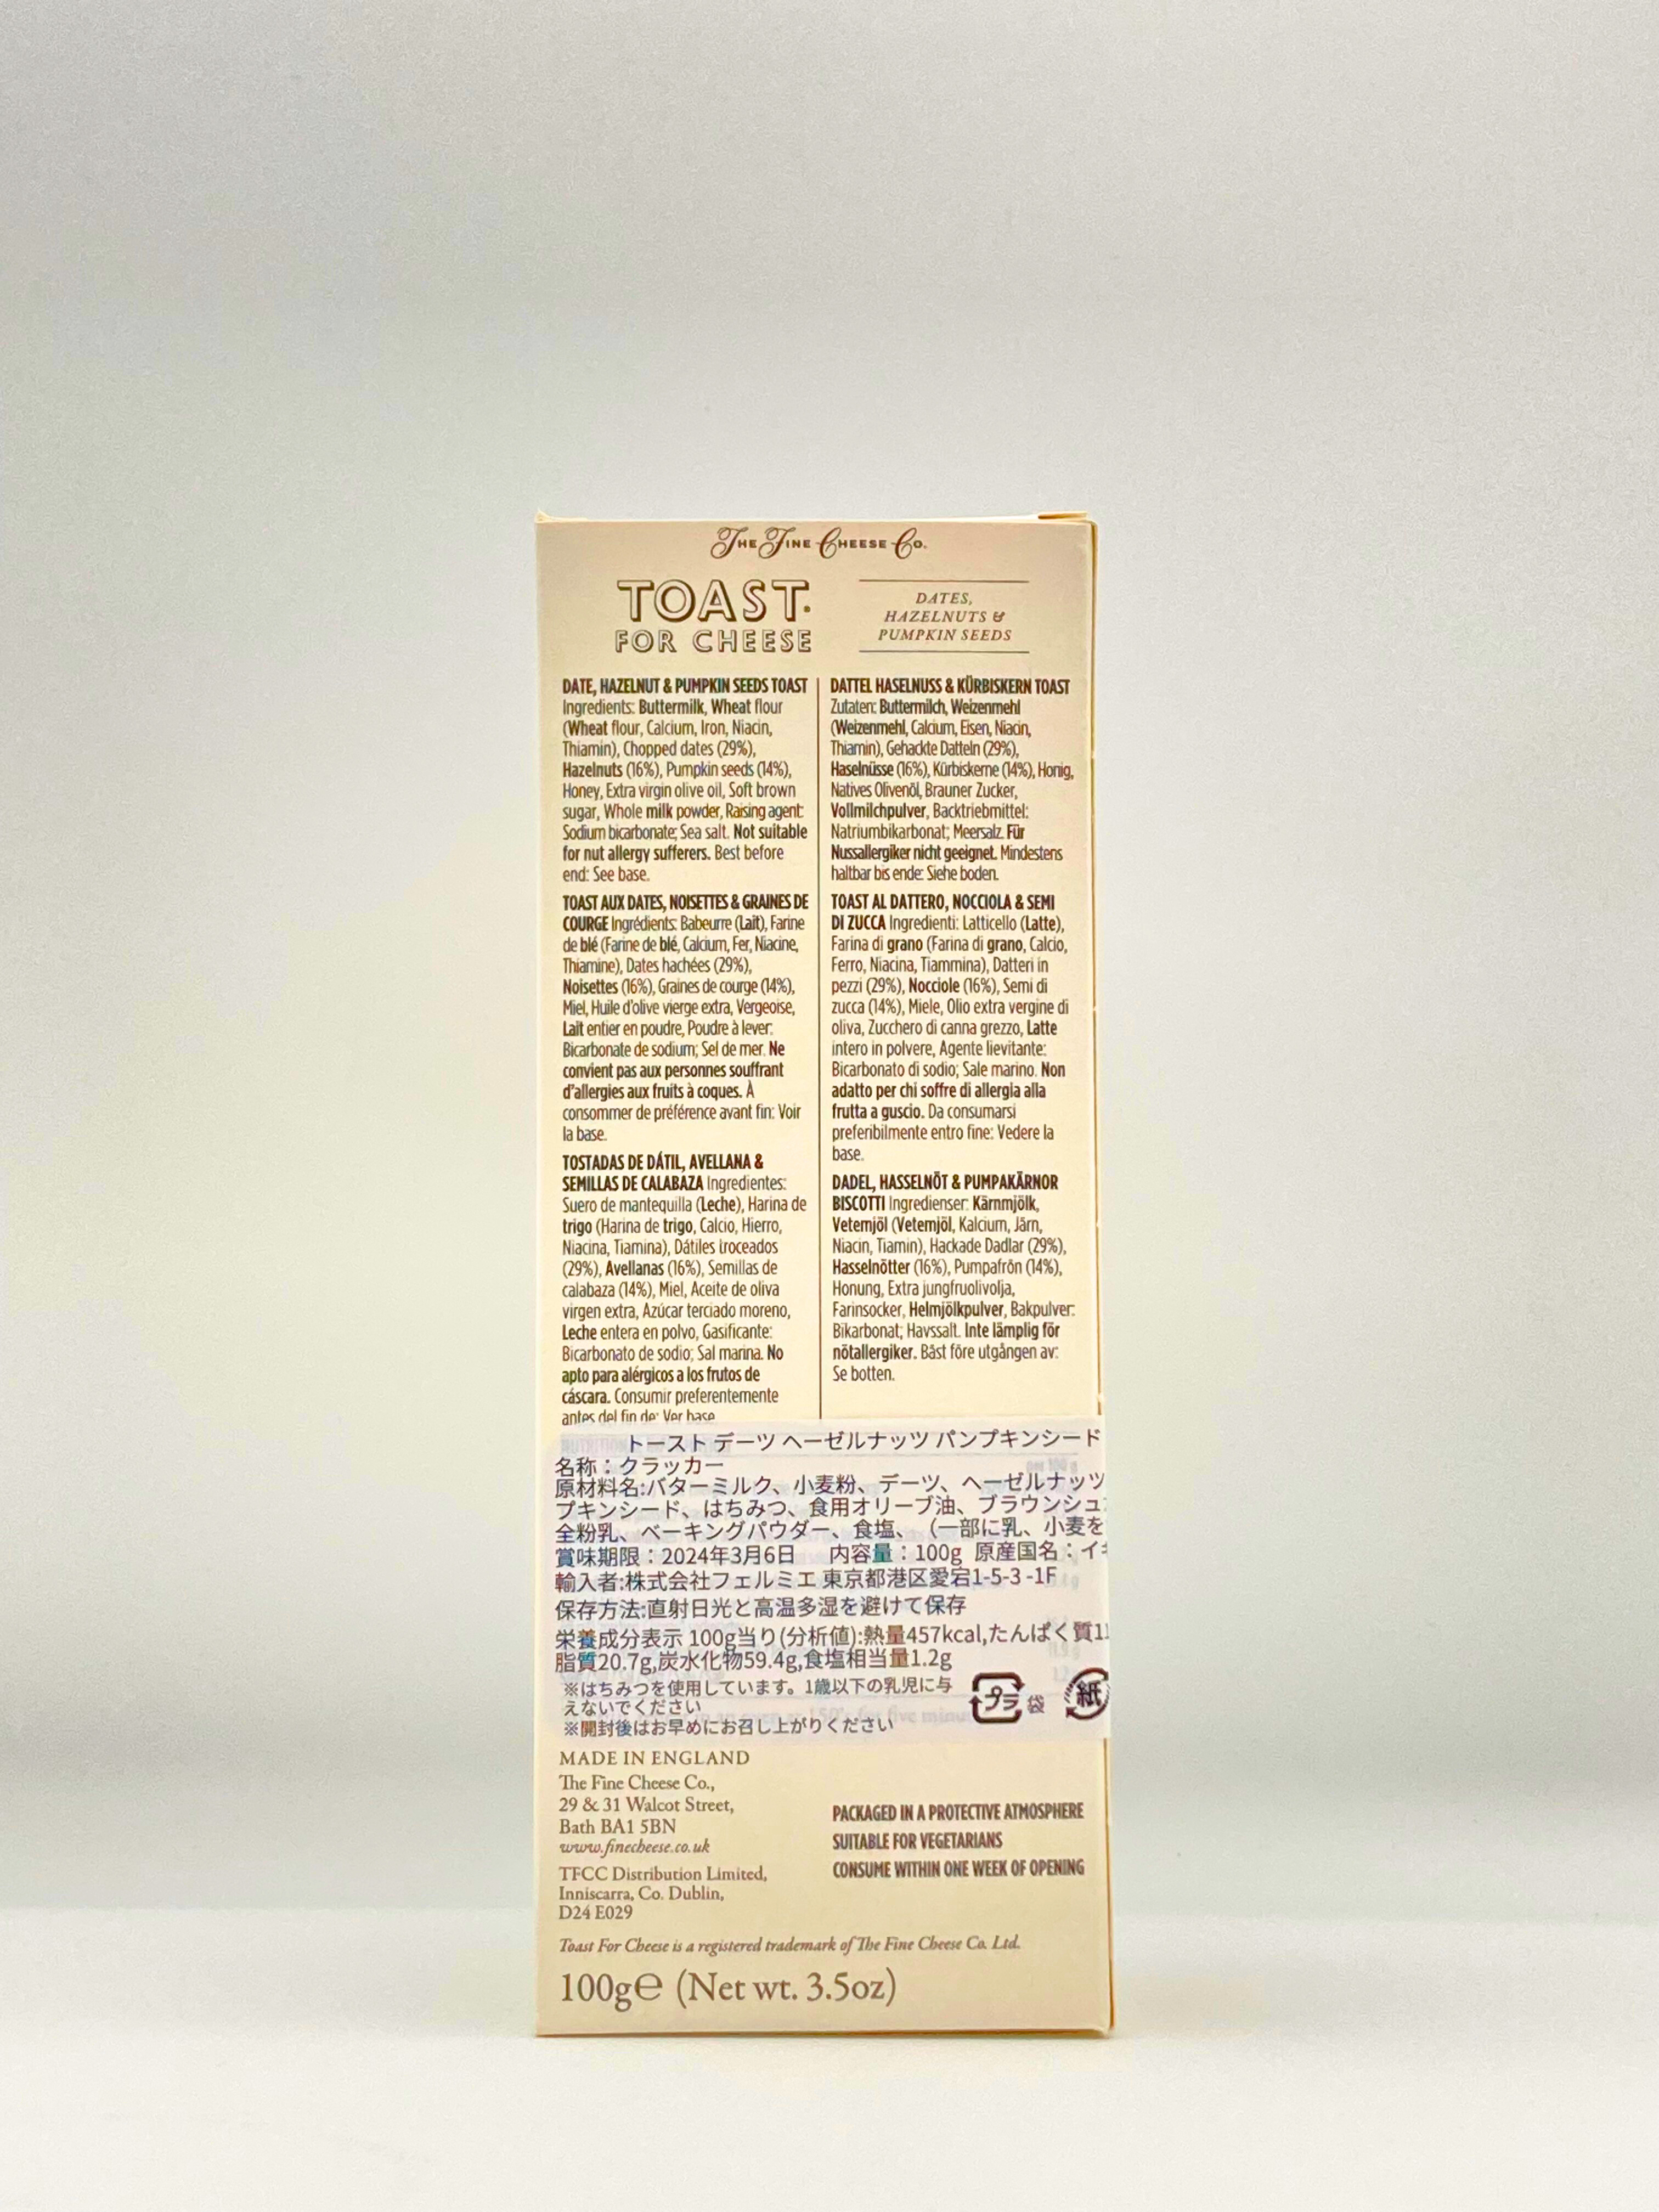 THE FINE CHEESE CO.
TOAST
FOR CHEESE
DATES,
HAZELNUTS &
PUMPKIN SEEDS
DATE, HAZELNUT & PUMPKIN SEEDS TOAST
Ingredients: Buttermilk, Wheat flour
(Wheat flour, Calcium, Iron, Niacin,
Thiamin), Chopped dates (29%),
Hazelnuts (16%), Pumpkin seeds (14%),
Honey, Extra virgin olive oil, Soft brown
sugar, Whole milk powder, Raising agent:
Sodium bicarbonate; Sea salt. Not suitable
for nut allergy sufferers. Best before
end: See base.
TOAST AUX DATES, NOISETTES & GRAINES DE
COURGE Ingrédients: Babeurre (Lait), Farine
de blé (Farine de blé, Calcium, Fer, Niacine,
Thiamine), Dates hachées (29%),
Noisettes (16%), Graines de courge (14%),
Miel, Huile d'olive vierge extra, Vergeoise,
Lait entier en poudre, Poudre à lever:
Bicarbonate de sodium; Sel de mer. Ne
convient pas aux personnes souffrant
d'allergies aux fruits à coques. À
consommer de préférence avant fin: Voir
la base.
TOSTADAS DE DÁTIL, AVELLANA &
SEMILLAS DE CALABAZA Ingredientes:
Suero de mantequilla (Leche), Harina de
trigo (Harina de trigo, Calcio, Hierro,
Niacina, Tiamina), Dátiles troceados
(29%), Avellanas (16%), Semillas de
calabaza (14%), Miel, Aceite de oliva
virgen extra, Azúcar terciado moreno,
Leche entera en polvo, Gasificante:
Bicarbonato de sodio; Sal marina. No
apto para alérgicos a los frutos de
cáscara. Consumir preferentemente
antes del fin de: Ver base
DATTEL HASELNUSS & KÜRBISKERN TOAST
Zutaten: Buttermilch, Weizenmehl
(Weizenmehl, Calcium, Eisen, Niacin,
Thiamin), Gehackte Datteln (29%),
Haselnüsse (16%), Kürbiskerne (14%), Honig,
Natives Olivenöl, Brauner Zucker,
Vollmilchpulver, Backtriebmittel:
Natriumbikarbonat; Meersalz. Für
Nussallergiker nicht geeignet. Mindestens
haltbar bis ende: Siehe boden.
TOAST AL DATTERO, NOCCIOLA & SEMI
DI ZUCCA Ingredienti: Latticello (Latte),
Farina di grano (Farina di grano, Calcio,
Ferro, Niacina, Tiammina), Datteri in
pezzi (29%), Nocciole (16%), Semi di
zucca (14%), Miele, Olio extra vergine di
oliva, Zucchero di canna grezzo, Latte
intero in polvere, Agente lievitante:
Bicarbonato di sodio; Sale marino. Non
adatto per chi soffre di allergia alla
frutta a guscio. Da consumarsi
preferibilmente entro fine: Vedere la
base.
DADEL, HASSELNÖT & PUMPAKÄRNOR
BISCOTTI Ingredienser: Kärnmjölk,
Vetemjöl (Vetemjöl, Kalcium, Järn,
Niacin, Tiamin), Hackade Dadlar (29%),
Hasselnötter (16%), Pumpafrön (14%),
Honung, Extra jungfruolivolja,
Farinsocker, Helmjölkpulver, Bakpulver:
Bikarbonat; Havssalt. Inte lämplig för
nötallergiker. Bäst före utgången av:
Se botten.
トースト デーツ ヘーゼルナッツ パンプキンシード
名称：クラッカー
原材料名:バターミルク、小麦粉、デーツ、ヘーゼルナッツ
プキンシード、はちみつ、食用オリーブ油、ブラウンシュ
全粉乳、ベーキングパウダー、食塩、（一部に乳、小麦を
賞味期限：2024年3月6日 内容量：100g 原産国名：イ
輸入者:株式会社フェルミエ 東京都港区愛宕1-5-3 -1F
保存方法:直射日光と高温多湿を避けて保存
栄養成分表示 100g当り(分析値):熱量457kcal,たんぱく質1
脂質20.7g,炭水化物59.4g,食塩相当量1.2g
※はちみつを使用しています。1歳以下の乳児に与
えないでください
※開封後はお早めにお召し上がりください
プラ 袋 紙
MADE IN ENGLAND
The Fine Cheese Co.,
29 & 31 Walcot Street,
Bath BA1 5BN
www.finecheese.co.uk
TFCC Distribution Limited,
Inniscarra, Co. Dublin,
D24 E029
PACKAGED IN A PROTECTIVE ATMOSPHERE
SUITABLE FOR VEGETARIANS
CONSUME WITHIN ONE WEEK OF OPENING
Toast For Cheese is a registered trademark of The Fine Cheese Co. Ltd.
100g℮ (Net wt. 3.5oz)